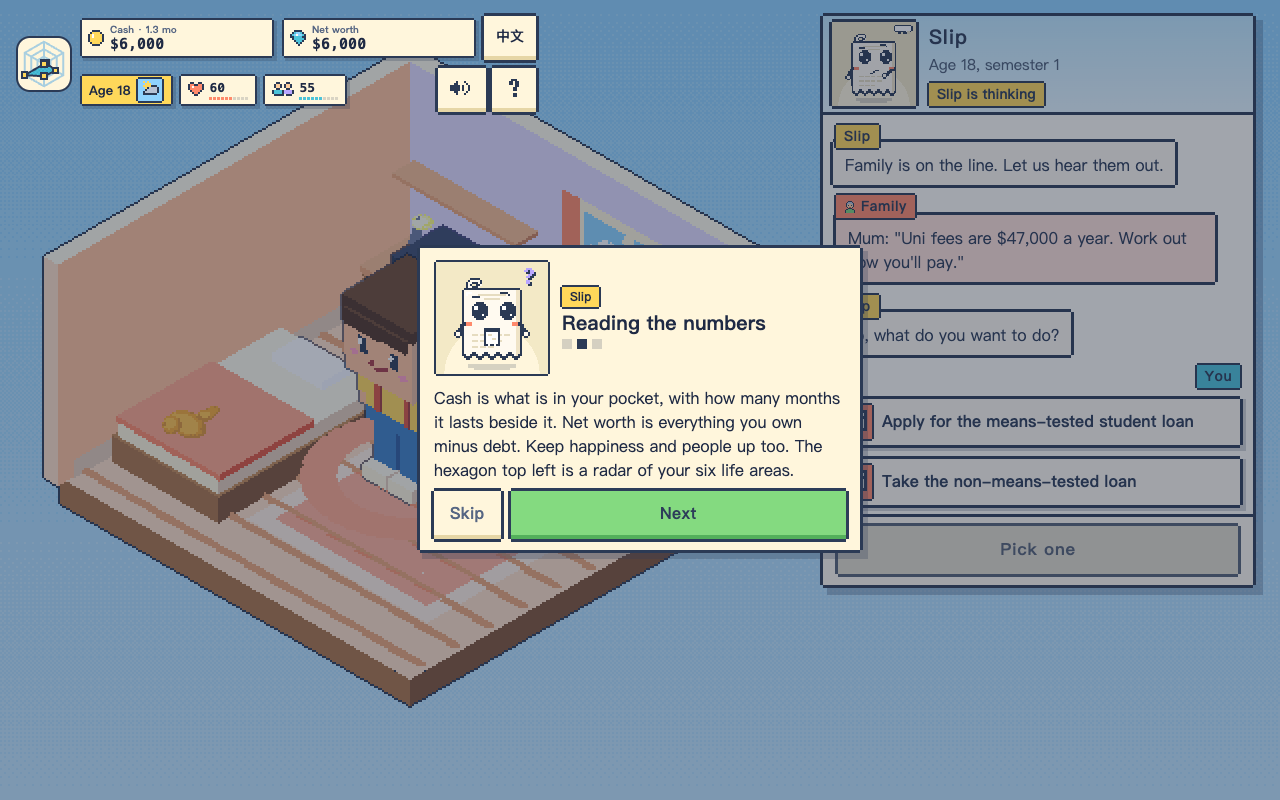 Cash · 1.3 mo
$6,000
Net worth
$6,000
中文
Age 18
60
55
?
Slip
Age 18, semester 1
Slip is thinking
Slip
Family is on the line. Let us hear them out.
Family
Mum: "Uni fees are $47,000 a year. Work out
you'll pay."
what do you want to do?
You
Apply for the means-tested student loan
Take the non-means-tested loan
Pick one
Slip
Reading the numbers
Cash is what is in your pocket, with how many months
it lasts beside it. Net worth is everything you own
minus debt. Keep happiness and people up too. The
hexagon top left is a radar of your six life areas.
Skip
Next